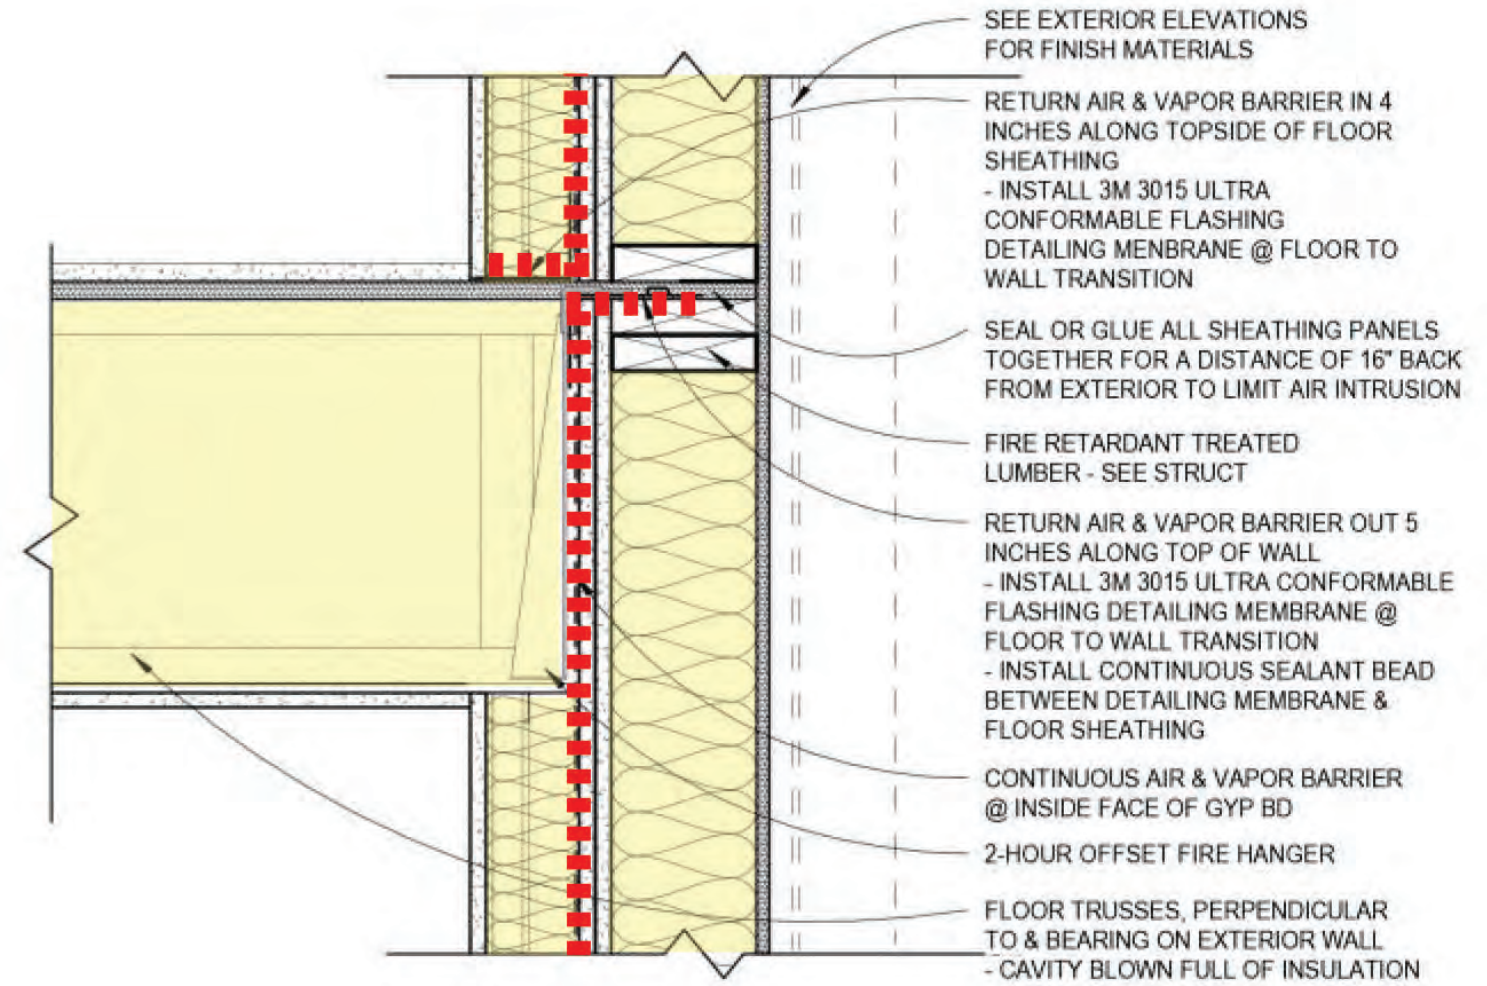 SEE EXTERIOR ELEVATIONS
FOR FINISH MATERIALS
RETURN AIR & VAPOR BARRIER IN 4
INCHES ALONG TOPSIDE OF FLOOR
SHEATHING
- INSTALL 3M 3015 ULTRA
CONFORMABLE FLASHING
DETAILING MENBRANE @ FLOOR TO
WALL TRANSITION
SEAL OR GLUE ALL SHEATHING PANELS
TOGETHER FOR A DISTANCE OF 16" BACK
FROM EXTERIOR TO LIMIT AIR INTRUSION
FIRE RETARDANT TREATED
LUMBER - SEE STRUCT
RETURN AIR & VAPOR BARRIER OUT 5
INCHES ALONG TOP OF WALL
- INSTALL 3M 3015 ULTRA CONFORMABLE
FLASHING DETAILING MEMBRANE @
FLOOR TO WALL TRANSITION
- INSTALL CONTINUOUS SEALANT BEAD
BETWEEN DETAILING MEMBRANE &
FLOOR SHEATHING
CONTINUOUS AIR & VAPOR BARRIER
@ INSIDE FACE OF GYP BD
2-HOUR OFFSET FIRE HANGER
FLOOR TRUSSES, PERPENDICULAR
TO & BEARING ON EXTERIOR WALL
- CAVITY BLOWN FULL OF INSULATION